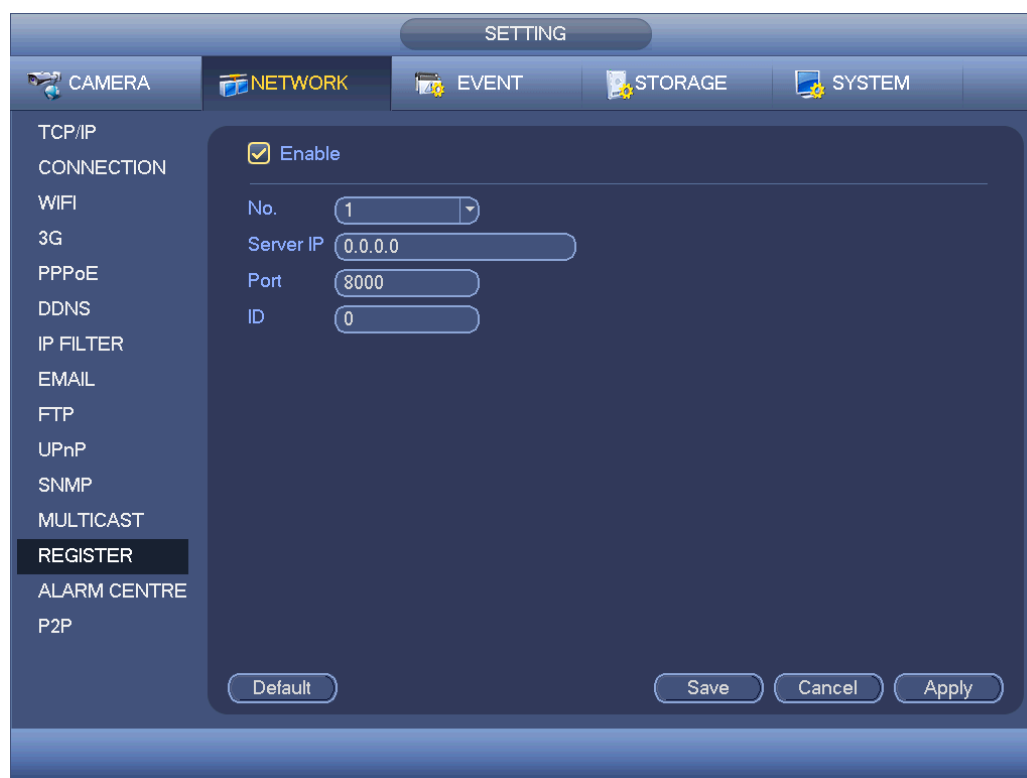 SETTING
CAMERA NETWORK EVENT STORAGE SYSTEM
TCP/IP
CONNECTION
WIFI
3G
PPPoE
DDNS
IP FILTER
EMAIL
FTP
UPnP
SNMP
MULTICAST
REGISTER
ALARM CENTRE
P2P
Enable
No. 1
Server IP 0.0.0.0
Port 8000
ID 0
Default Save Cancel Apply